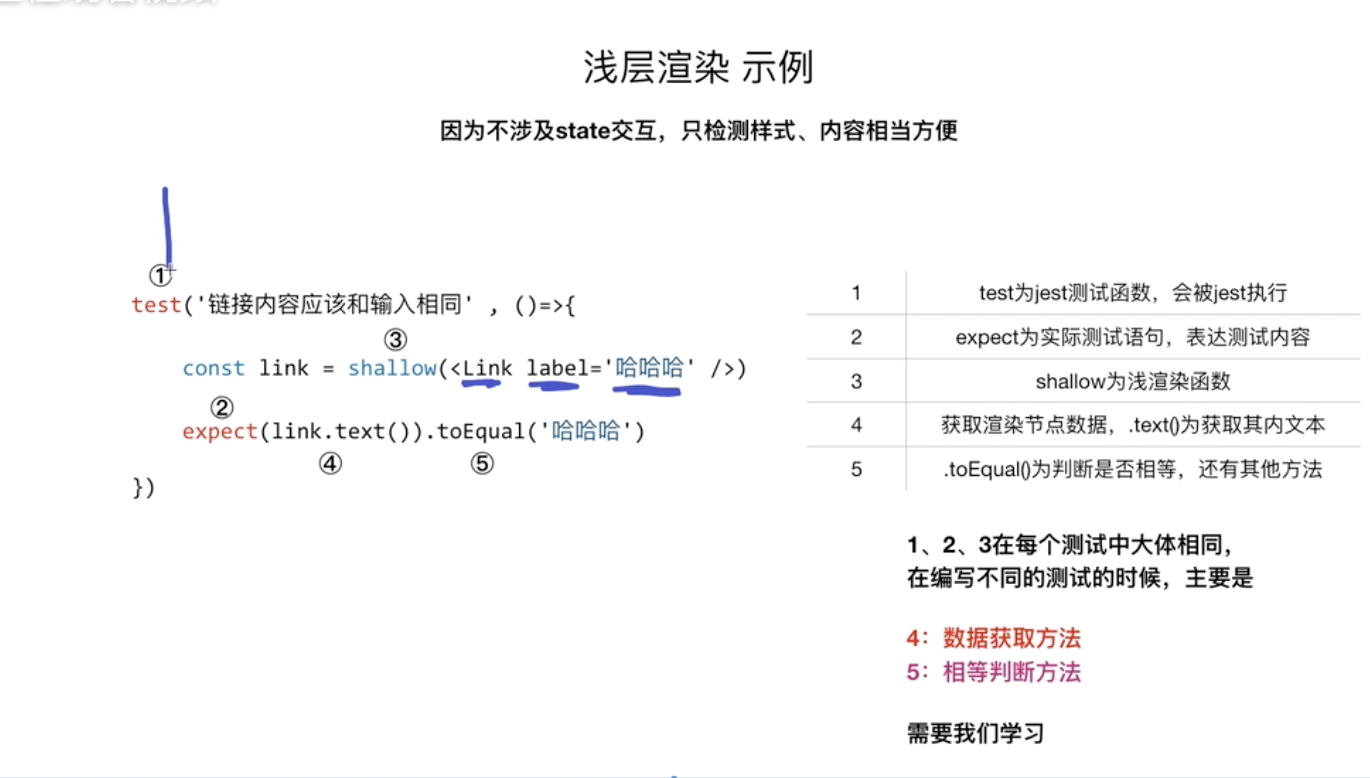 浅层渲染 示例
因为不涉及state交互，只检测样式、内容相当方便
①
test('链接内容应该和输入相同' , ()=>{
③
const link = shallow(<Link label='哈哈哈' />)
②
expect(link.text()).toEqual('哈哈哈')
④ ⑤
})
1 test为jest测试函数，会被jest执行
2 expect为实际测试语句，表达测试内容
3 shallow为浅渲染函数
4 获取渲染节点数据，.text()为获取其内文本
5 .toEqual()为判断是否相等，还有其他方法
1、2、3在每个测试中大体相同，
在编写不同的测试的时候，主要是
4：数据获取方法
5：相等判断方法
需要我们学习